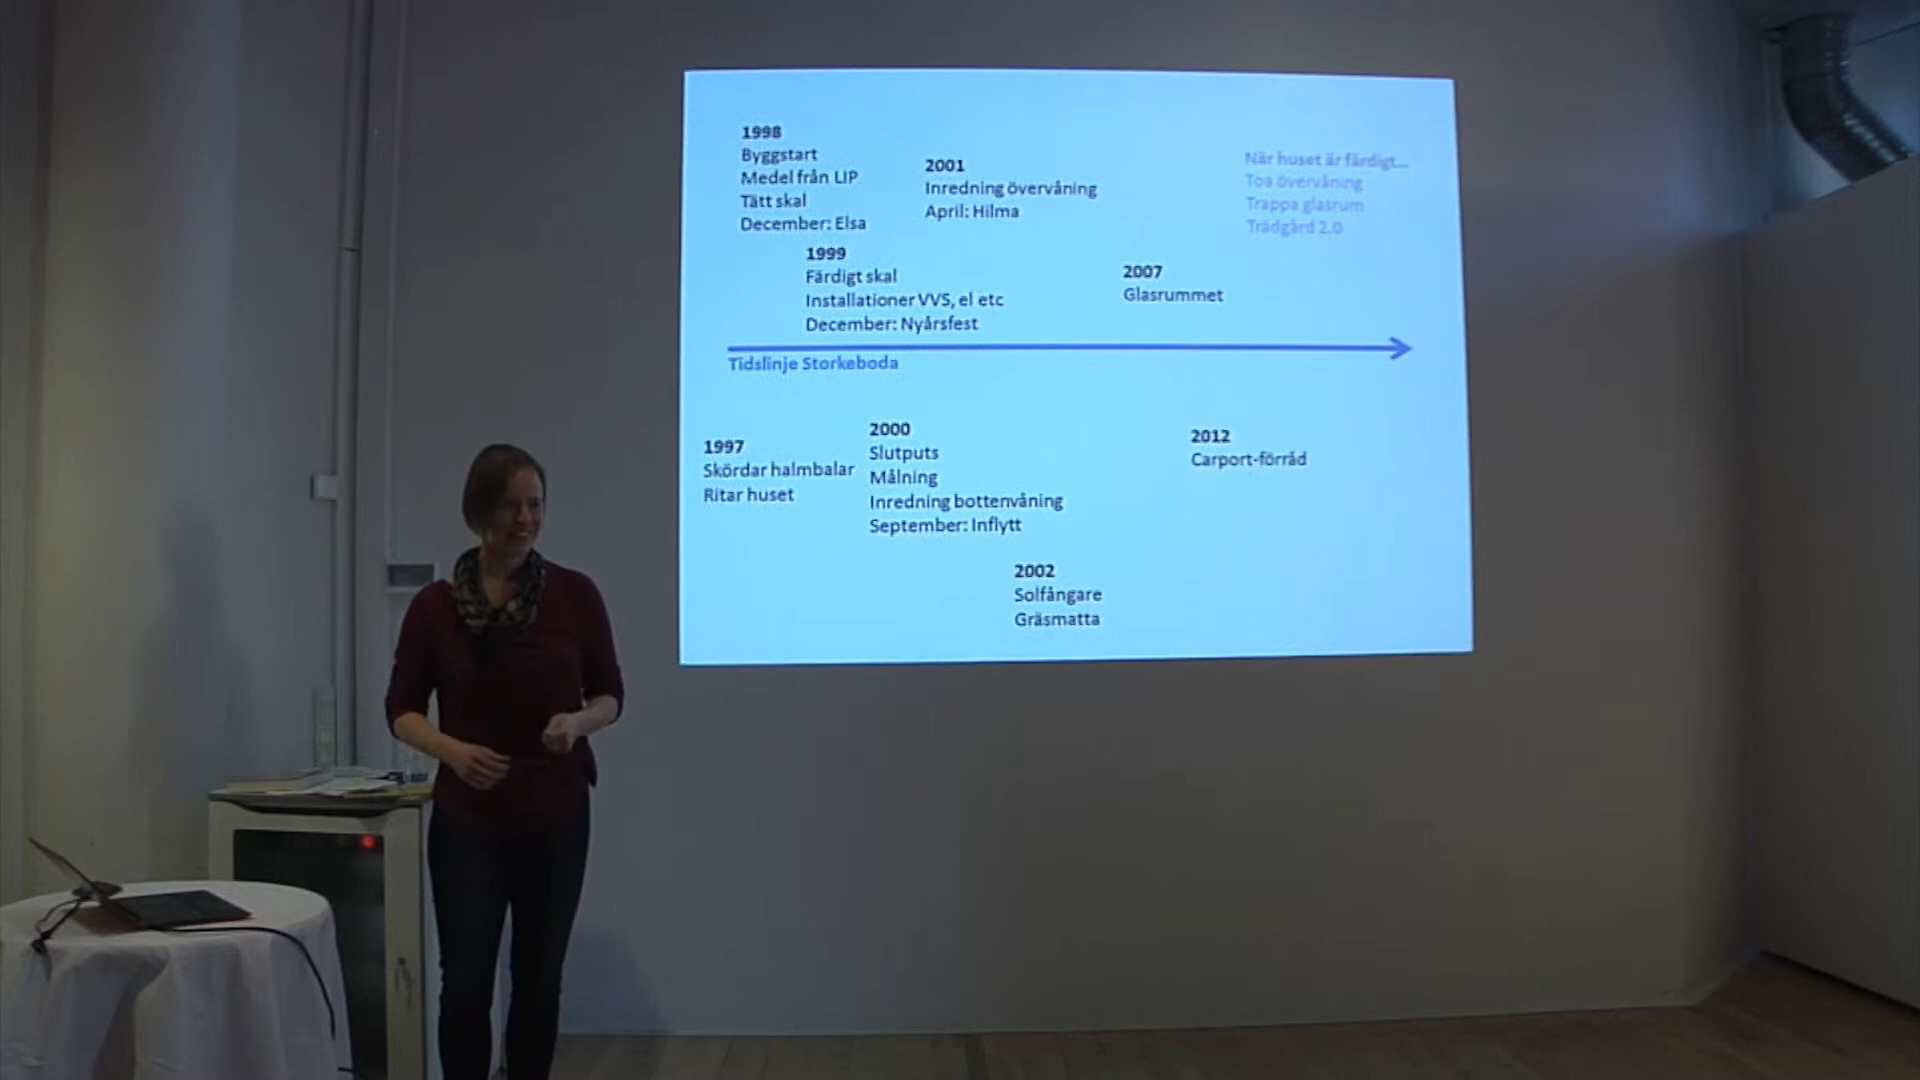 1998
Byggstart
Medel från LIP
Tätt skal
December: Elsa
2001
Inredning övervåning
April: Hilma
När huset är färdigt...
Toa övervåning
Trappa glasrum
Trädgård 2.0
1999
Färdigt skal
Installationer VVS, el etc
December: Nyårsfest
2007
Glasrummet
Tidslinje Storkeboda
1997
Skördar halmbalar
Ritar huset
2000
Slutputs
Målning
Inredning bottenvåning
September: Inflytt
2012
Carport-förråd
2002
Solfångare
Gräsmatta